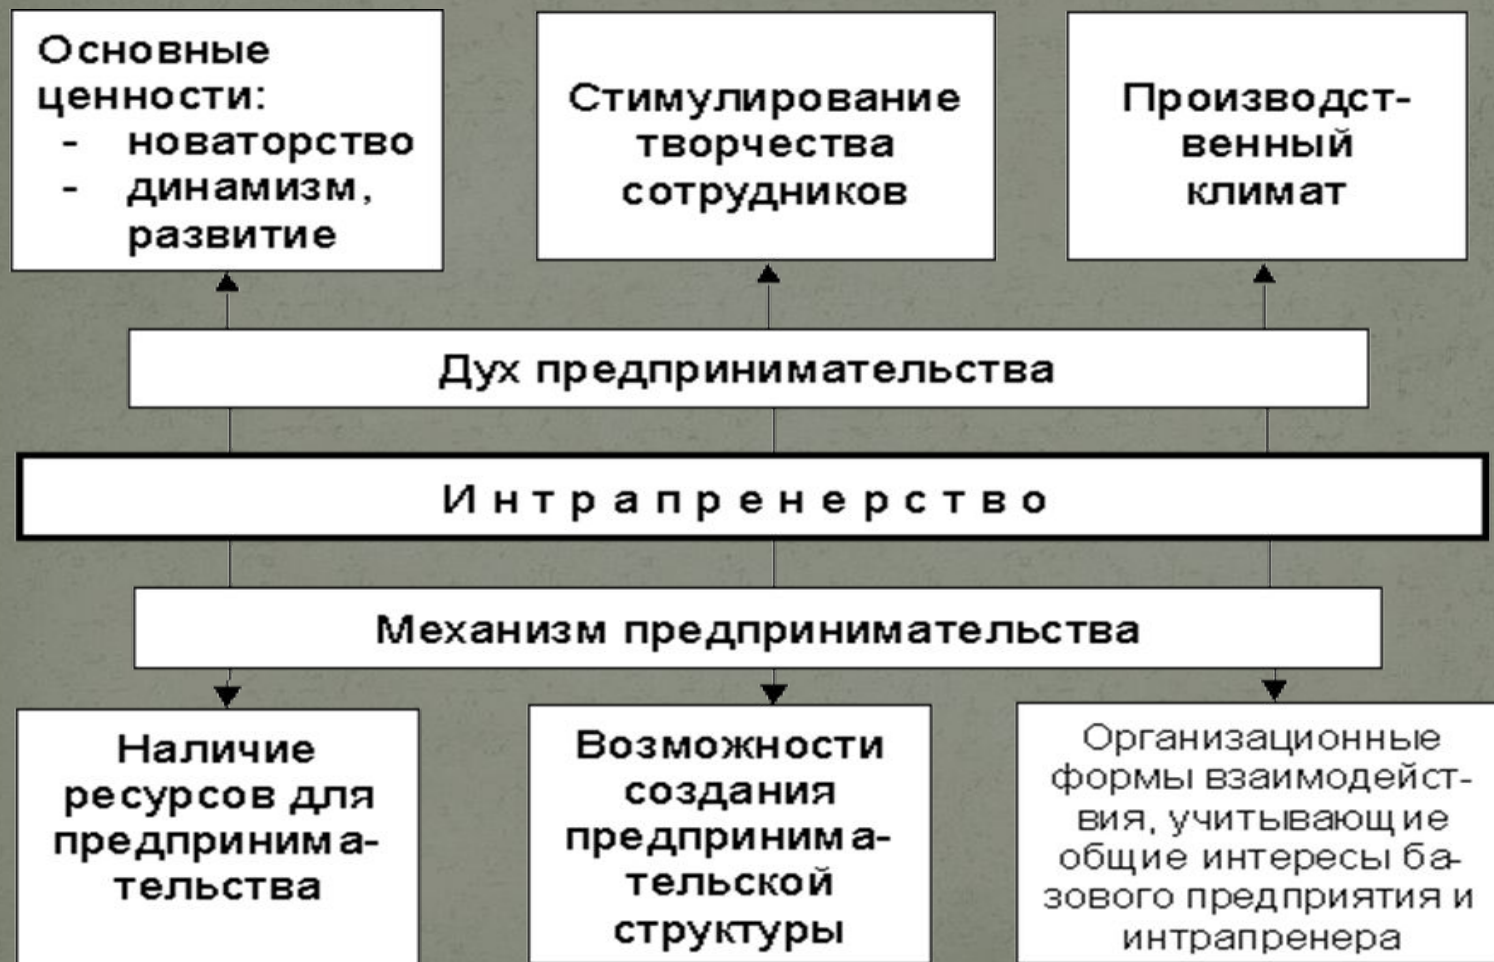 Основные
ценности:
- новаторство
- динамизм,
развитие
Стимулирование
творчества
сотрудников
Производст-
венный
климат
Дух предпринимательства
Интрапренерство
Механизм предпринимательства
Наличие
ресурсов для
предпринима-
тельства
Возможности
создания
предпринима-
тельской
структуры
Организационные
формы взаимодейст-
вия, учитывающие
общие интересы ба-
зового предприятия и
интрапренера